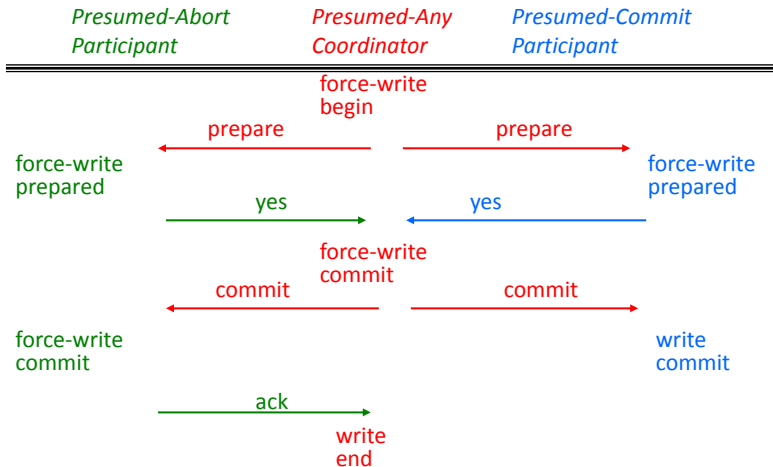 Presumed-Abort Participant
Presumed-Any Coordinator
Presumed-Commit Participant
force-write begin
prepare
prepare
force-write prepared
force-write prepared
yes
yes
force-write commit
commit
commit
force-write commit
write commit
ack
write end